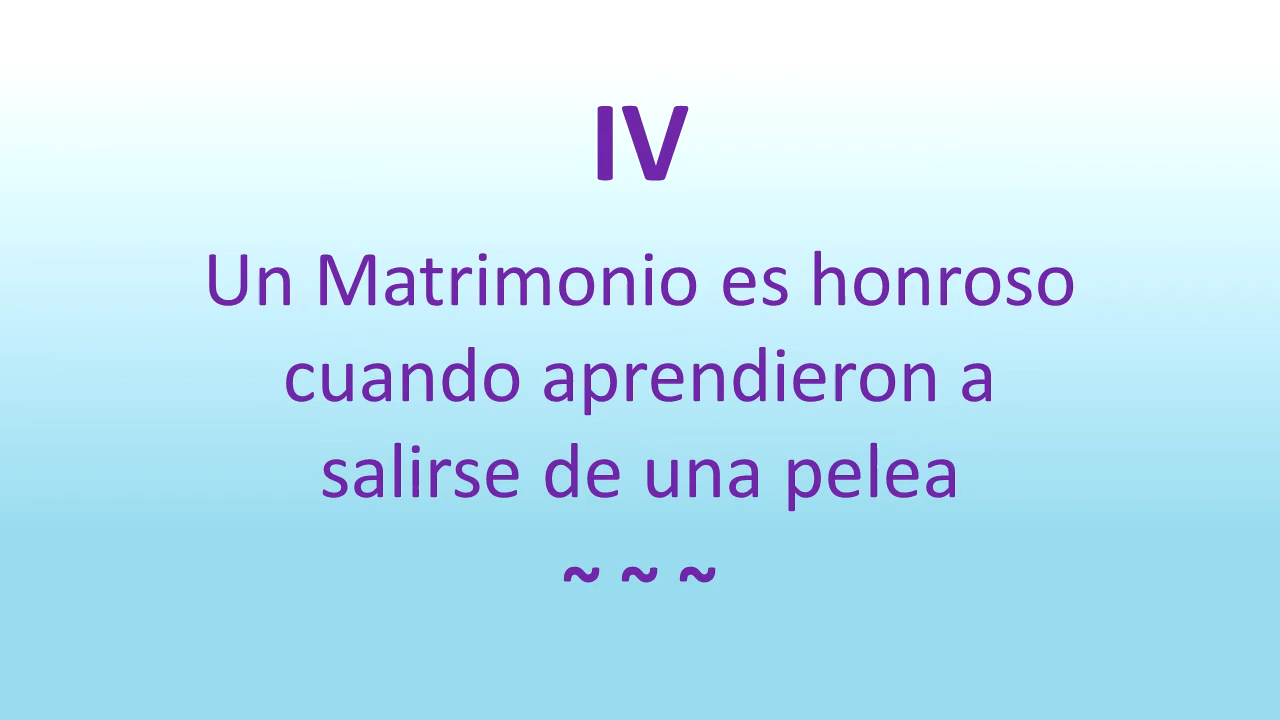 IV
Un Matrimonio es honroso
cuando aprendieron a
salirse de una pelea
~ ~ ~